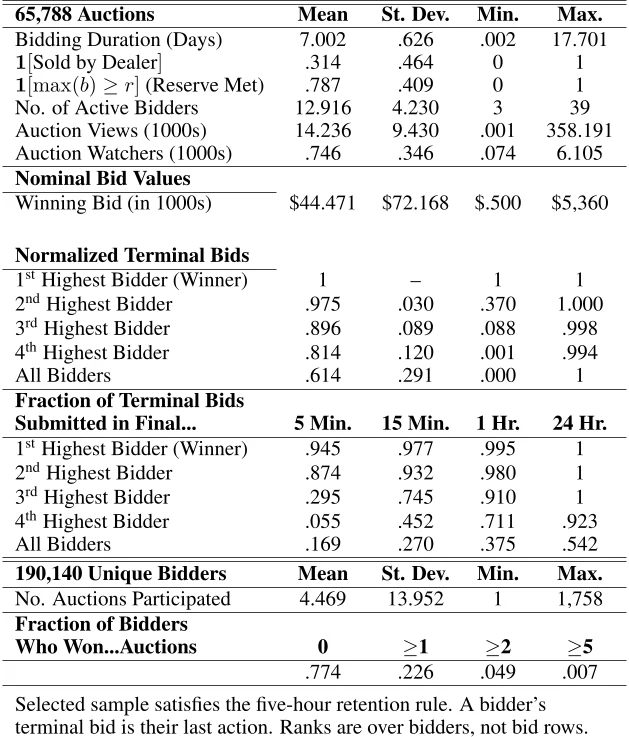 65,788 Auctions Mean St. Dev. Min. Max.
Bidding Duration (Days) 7.002 .626 .002 17.701
1[Sold by Dealer] .314 .464 0 1
1[max(b) ≥ r] (Reserve Met) .787 .409 0 1
No. of Active Bidders 12.916 4.230 3 39
Auction Views (1000s) 14.236 9.430 .001 358.191
Auction Watchers (1000s) .746 .346 .074 6.105
Nominal Bid Values
Winning Bid (in 1000s) $44.471 $72.168 $.500 $5,360
Normalized Terminal Bids
1st Highest Bidder (Winner) 1 – 1 1
2nd Highest Bidder .975 .030 .370 1.000
3rd Highest Bidder .896 .089 .088 .998
4th Highest Bidder .814 .120 .001 .994
All Bidders .614 .291 .000 1
Fraction of Terminal Bids
Submitted in Final... 5 Min. 15 Min. 1 Hr. 24 Hr.
1st Highest Bidder (Winner) .945 .977 .995 1
2nd Highest Bidder .874 .932 .980 1
3rd Highest Bidder .295 .745 .910 1
4th Highest Bidder .055 .452 .711 .923
All Bidders .169 .270 .375 .542
190,140 Unique Bidders Mean St. Dev. Min. Max.
No. Auctions Participated 4.469 13.952 1 1,758
Fraction of Bidders
Who Won...Auctions 0 ≥1 ≥2 ≥5
.774 .226 .049 .007
Selected sample satisfies the five-hour retention rule. A bidder's
terminal bid is their last action. Ranks are over bidders, not bid rows.